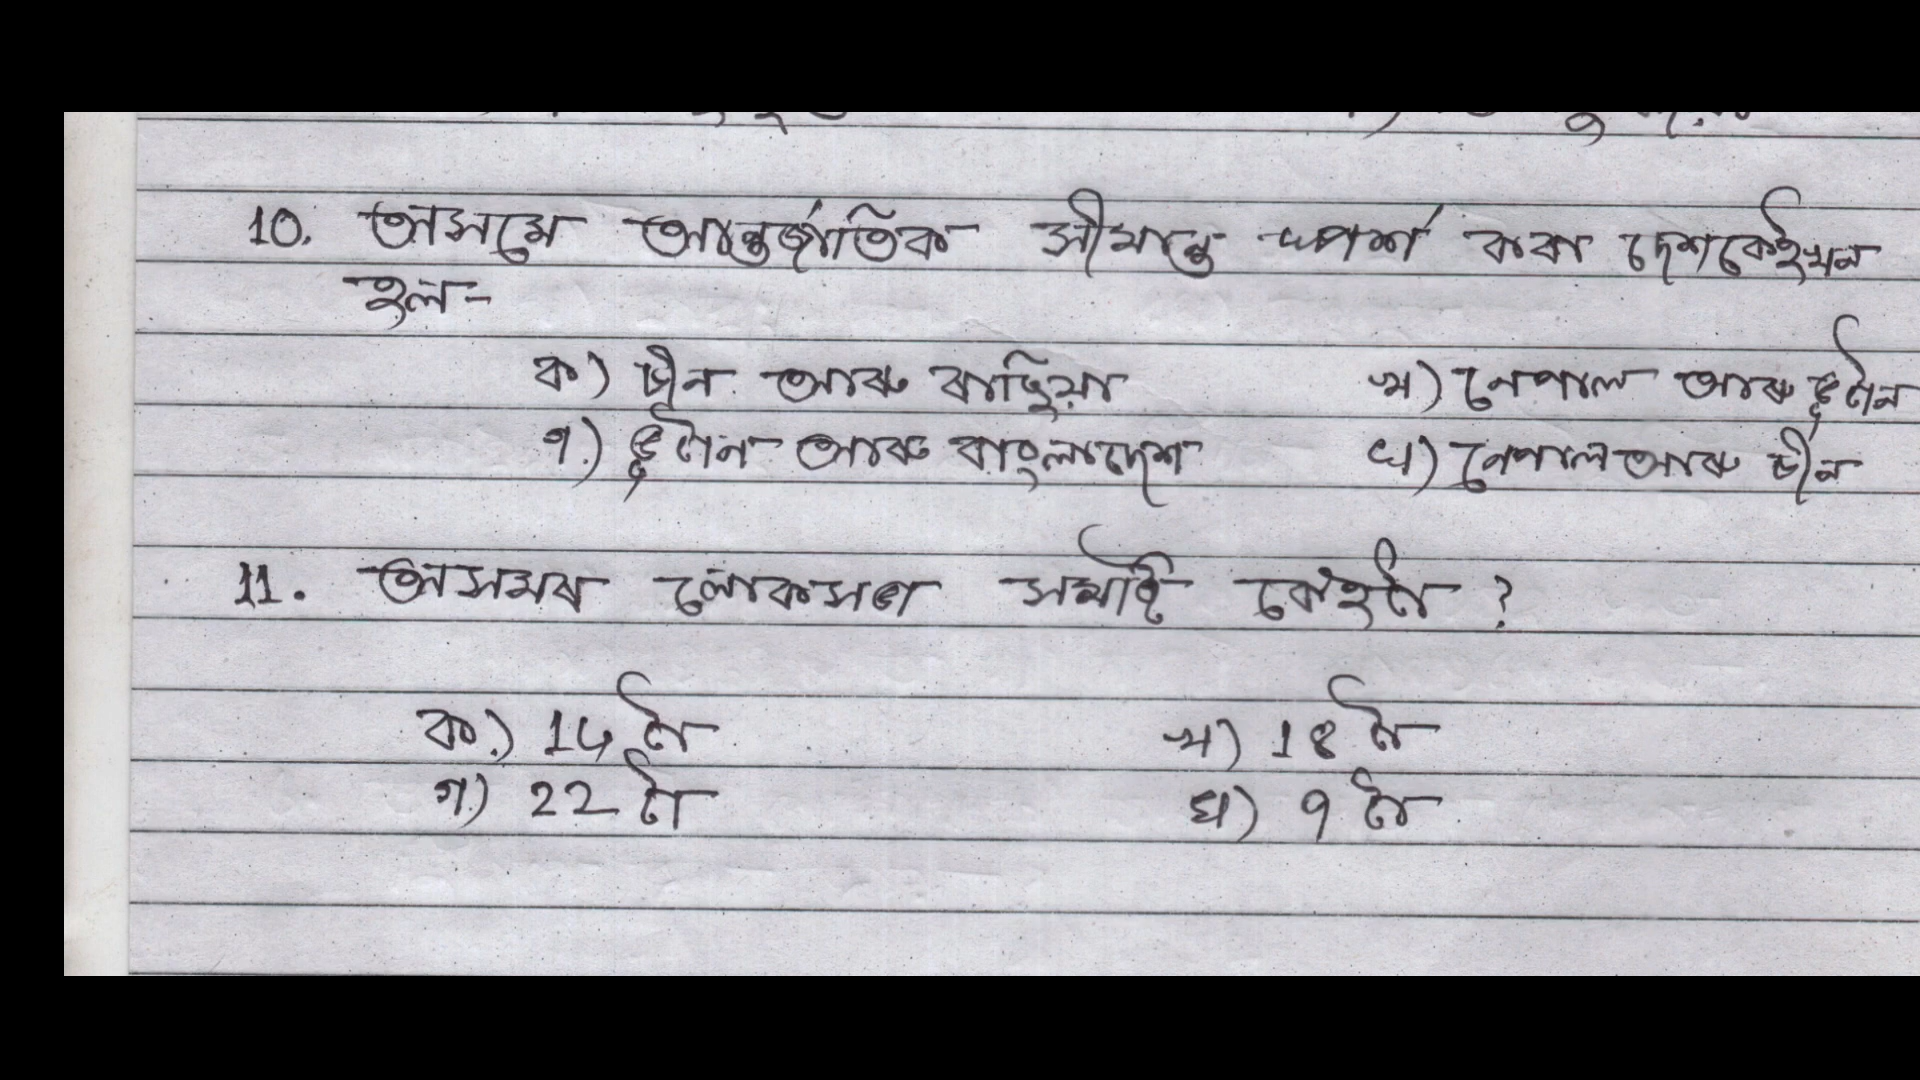 10. অসমে আন্তৰ্জাতিক সীমান্ত স্পৰ্শ কৰা দেশকেইখন
হল-
ক) চীন আৰু ৰাছিয়া খ) নেপাল আৰু ভূটান
গ.) ভূটান আৰু বাংলাদেশ ঘ) নেপাল আৰু চীন
11. অসমৰ লোকসভা সমষ্টি কেইটা ?
ক.) 14 টা খ) 18 টা
গ) 22 টা ঘ) 9 টা